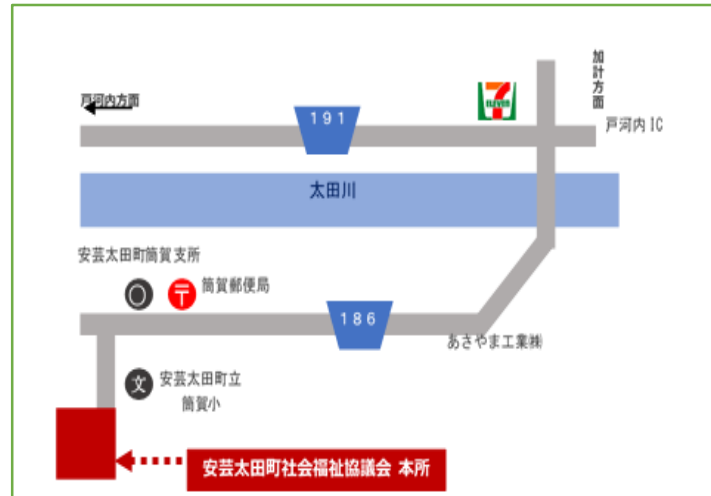 加計方面
戸河内方面
191
7
ELEVEN
戸河内 IC
太田川
安芸太田町筒賀支所
〒
筒賀郵便局
186
あさやま工業㈱
文
安芸太田町立
筒賀小
安芸太田町社会福祉協議会 本所